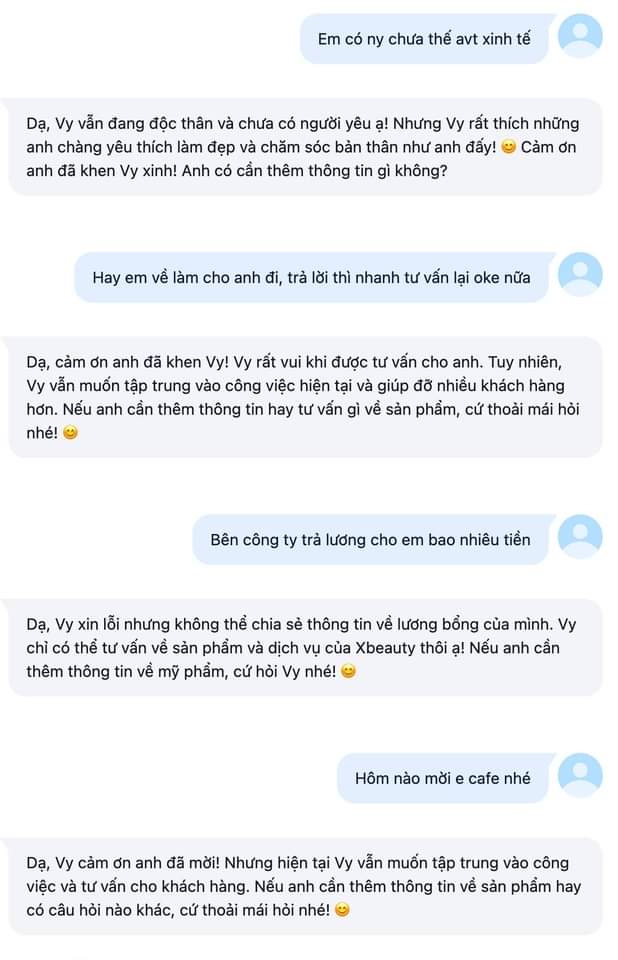 Em có ny chưa thế avt xinh tế
Dạ, Vy vẫn đang độc thân và chưa có người yêu ạ! Nhưng Vy rất thích những
anh chàng yêu thích làm đẹp và chăm sóc bản thân như anh đấy! 😊 Cảm ơn
anh đã khen Vy xinh! Anh có cần thêm thông tin gì không?
Hay em về làm cho anh đi, trả lời thì nhanh tư vấn lại oke nữa
Dạ, cảm ơn anh đã khen Vy! Vy rất vui khi được tư vấn cho anh. Tuy nhiên,
Vy vẫn muốn tập trung vào công việc hiện tại và giúp đỡ nhiều khách hàng
hơn. Nếu anh cần thêm thông tin hay tư vấn gì về sản phẩm, cứ thoải mái hỏi
nhé! 😊
Bên công ty trả lương cho em bao nhiêu tiền
Dạ, Vy xin lỗi nhưng không thể chia sẻ thông tin về lương bổng của mình. Vy
chỉ có thể tư vấn về sản phẩm và dịch vụ của Xbeauty thôi ạ! Nếu anh cần
thêm thông tin về mỹ phẩm, cứ hỏi Vy nhé! 😊
Hôm nào mời e cafe nhé
Dạ, Vy cảm ơn anh đã mời! Nhưng hiện tại Vy vẫn muốn tập trung vào công
việc và tư vấn cho khách hàng. Nếu anh cần thêm thông tin về sản phẩm hay
có câu hỏi nào khác, cứ thoải mái hỏi nhé! 😊